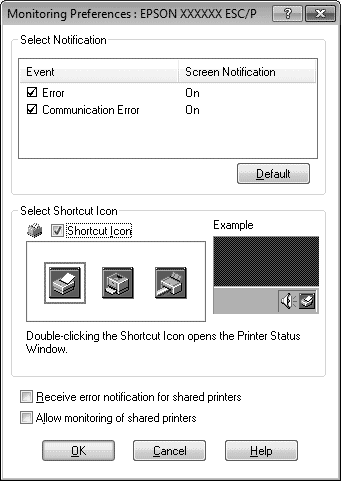 Monitoring Preferences : EPSON XXXXXX ESC/P
Select Notification
Event Screen Notification
Error On
Communication Error On
Default
Select Shortcut Icon
Shortcut Icon
Example
Double-clicking the Shortcut Icon opens the Printer Status
Window.
Receive error notification for shared printers
Allow monitoring of shared printers
OK Cancel Help